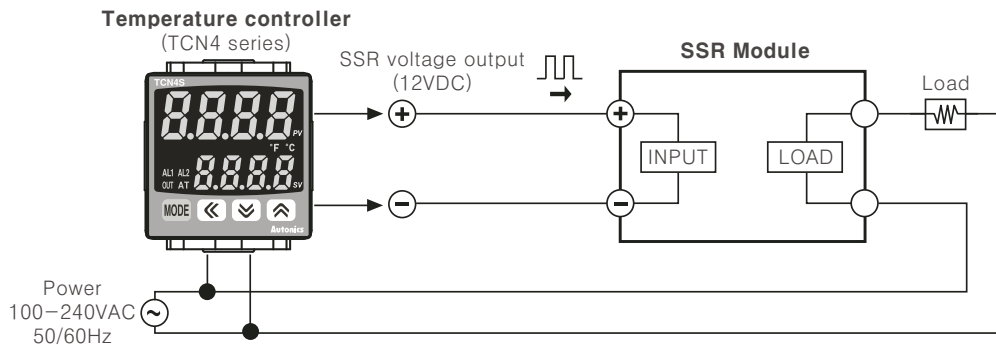 Temperature controller
(TCN4 series)
SSR voltage output
(12VDC)
SSR Module
Load
TCN4S
8.8.8.8
PV
°F °C
AL1 AL2
OUT AT
8.8.8.8
SV
MODE
Autonics
+
−
+
−
INPUT
LOAD
Power
100−240VAC
50/60Hz
~